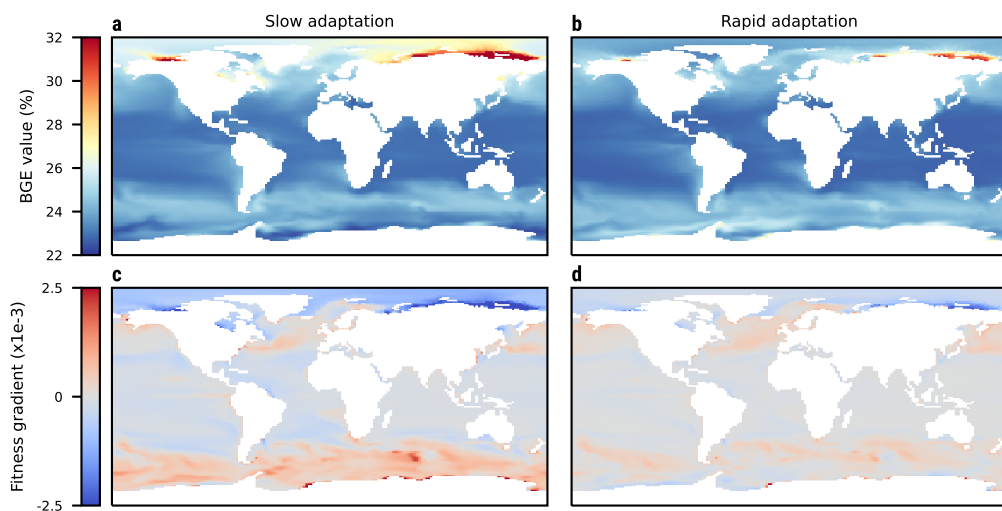 Slow adaptation
Rapid adaptation
a
b
32
30
28
26
24
22
BGE value (%)
c
d
2.5
0
-2.5
Fitness gradient (x1e-3)